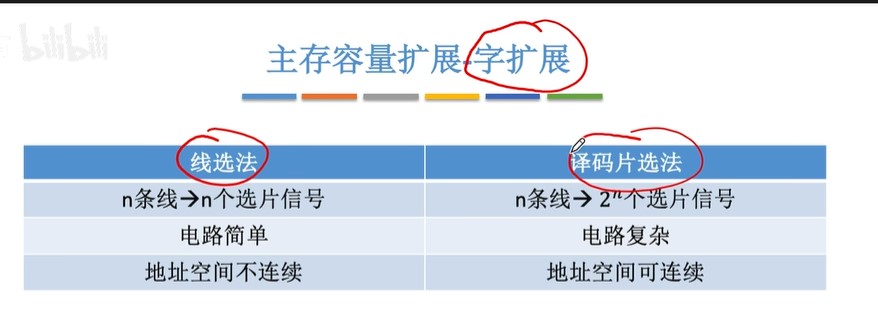 bilibili
主存容量扩展-字扩展
线选法
译码片选法
n条线→n个选片信号
n条线→ 2ⁿ个选片信号
电路简单
电路复杂
地址空间不连续
地址空间可连续